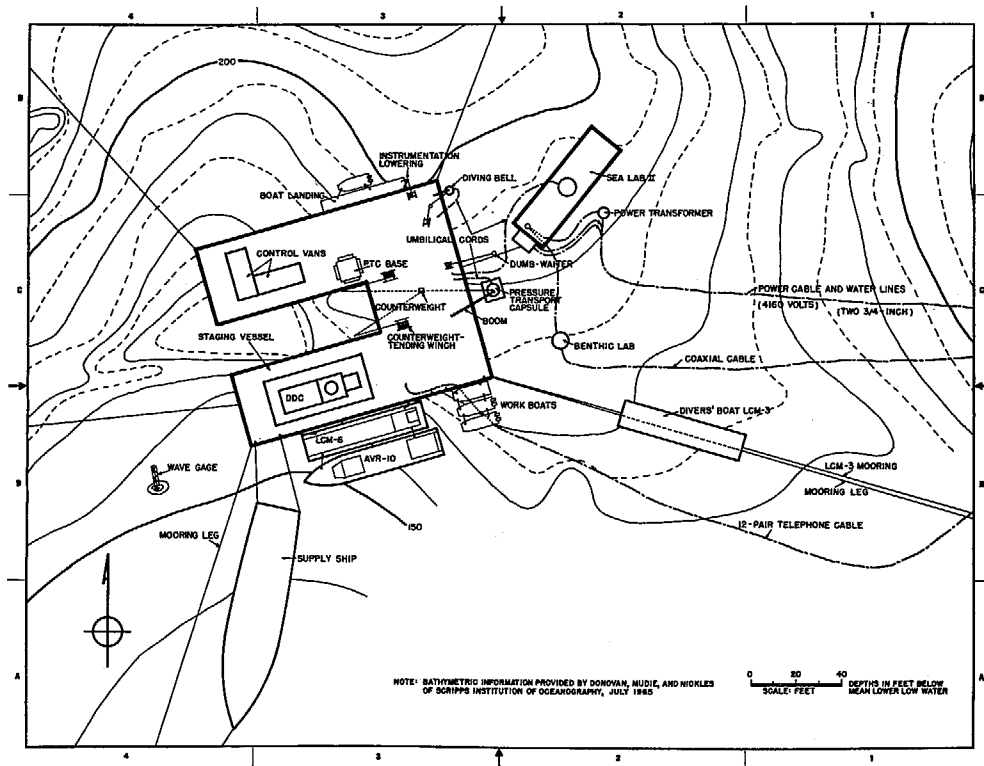 4
3
2
1
B
B
200
INSTRUMENTATION
LOWERING
BOAT LANDING
DIVING BELL
SEA LAB II
POWER TRANSFORMER
UMBILICAL CORDS
CONTROL VANS
PTC BASE
DUMB-WAITER
C
C
COUNTERWEIGHT
PRESSURE
TRANSPORT
CAPSULE
POWER CABLE AND WATER LINES
(4160 VOLTS)
(TWO 3/4-INCH)
BOOM
STAGING VESSEL
COUNTERWEIGHT-
TENDING WINCH
BENTHIC LAB
COAXIAL CABLE
DDC
WORK BOATS
DIVERS' BOAT LCM-3
LCM-6
AVR-10
WAVE GAGE
LCM-3 MOORING
MOORING LEG
B
B
150
12-PAIR TELEPHONE CABLE
MOORING LEG
SUPPLY SHIP
A
A
NOTE: BATHYMETRIC INFORMATION PROVIDED BY DONOVAN, MUDIE, AND NICKLES
OF SCRIPPS INSTITUTION OF OCEANOGRAPHY, JULY 1965
0 20 40
SCALE: FEET
DEPTHS IN FEET BELOW
MEAN LOWER LOW WATER
4
3
2
1